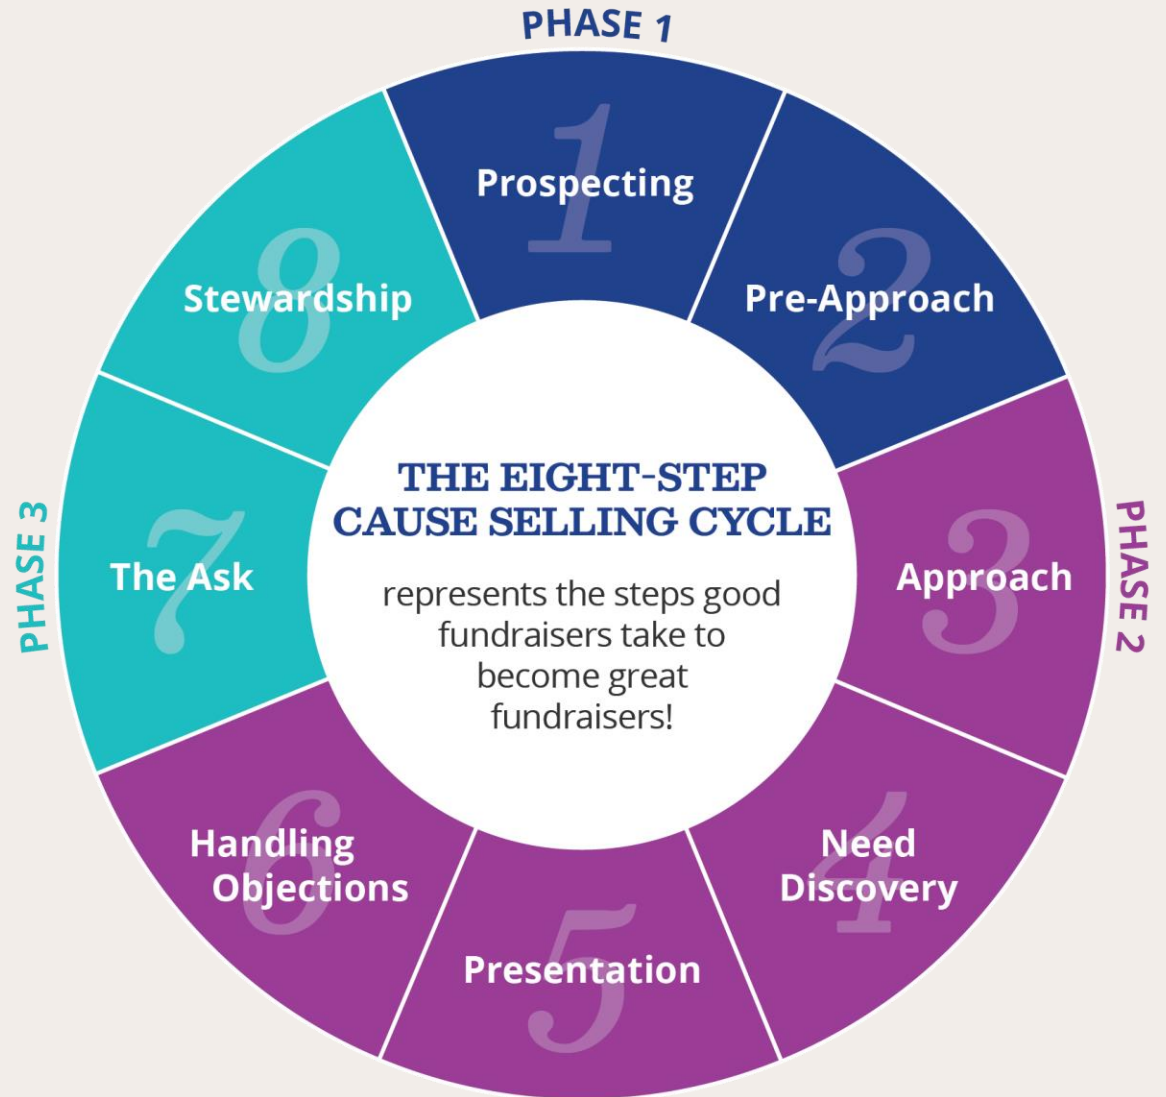 PHASE 1
1
Prospecting
2
Pre-Approach
PHASE 2
3
Approach
4
Need
Discovery
5
Presentation
6
Handling
Objections
PHASE 3
7
The Ask
8
Stewardship
THE EIGHT-STEP
CAUSE SELLING CYCLE
represents the steps good
fundraisers take to
become great
fundraisers!